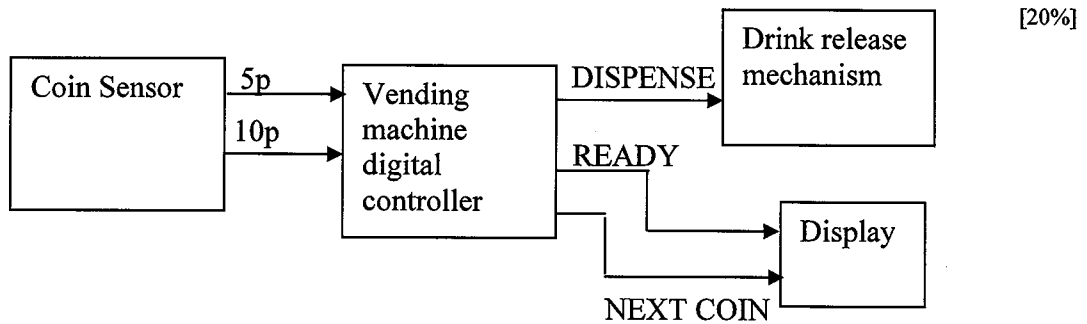 [20%]
Coin Sensor
5p
10p
Vending
machine
digital
controller
DISPENSE
READY
NEXT COIN
Drink release
mechanism
Display